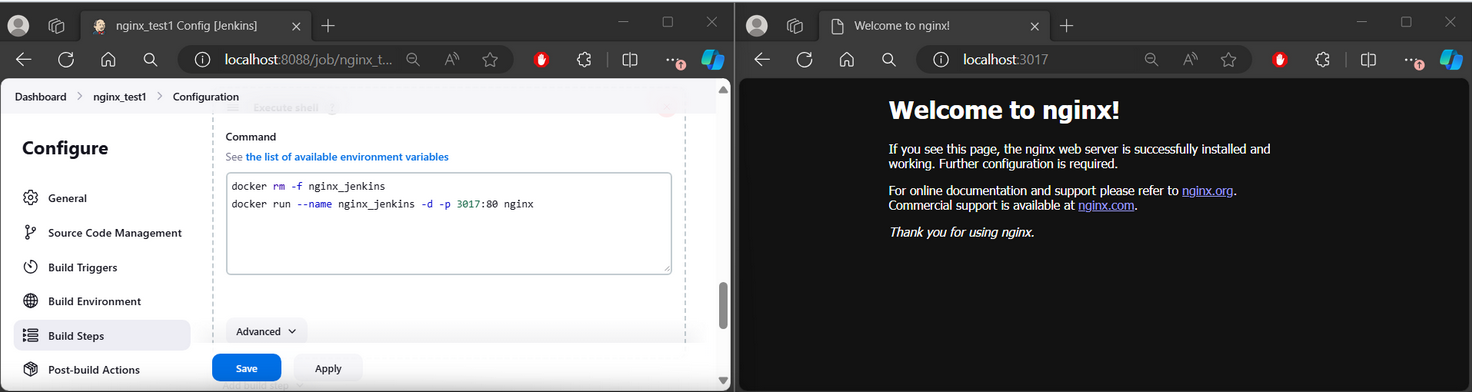 nginx_test1 Config [Jenkins]
localhost:8088/job/nginx_t...
Dashboard > nginx_test1 > Configuration
Configure
General
Source Code Management
Build Triggers
Build Environment
Build Steps
Post-build Actions
Execute shell
Command
See the list of available environment variables
docker rm -f nginx_jenkins
docker run --name nginx_jenkins -d -p 3017:80 nginx
Advanced
Save
Apply
Add build step
Welcome to nginx!
localhost:3017
Welcome to nginx!
If you see this page, the nginx web server is successfully installed and
working. Further configuration is required.
For online documentation and support please refer to nginx.org.
Commercial support is available at nginx.com.
Thank you for using nginx.